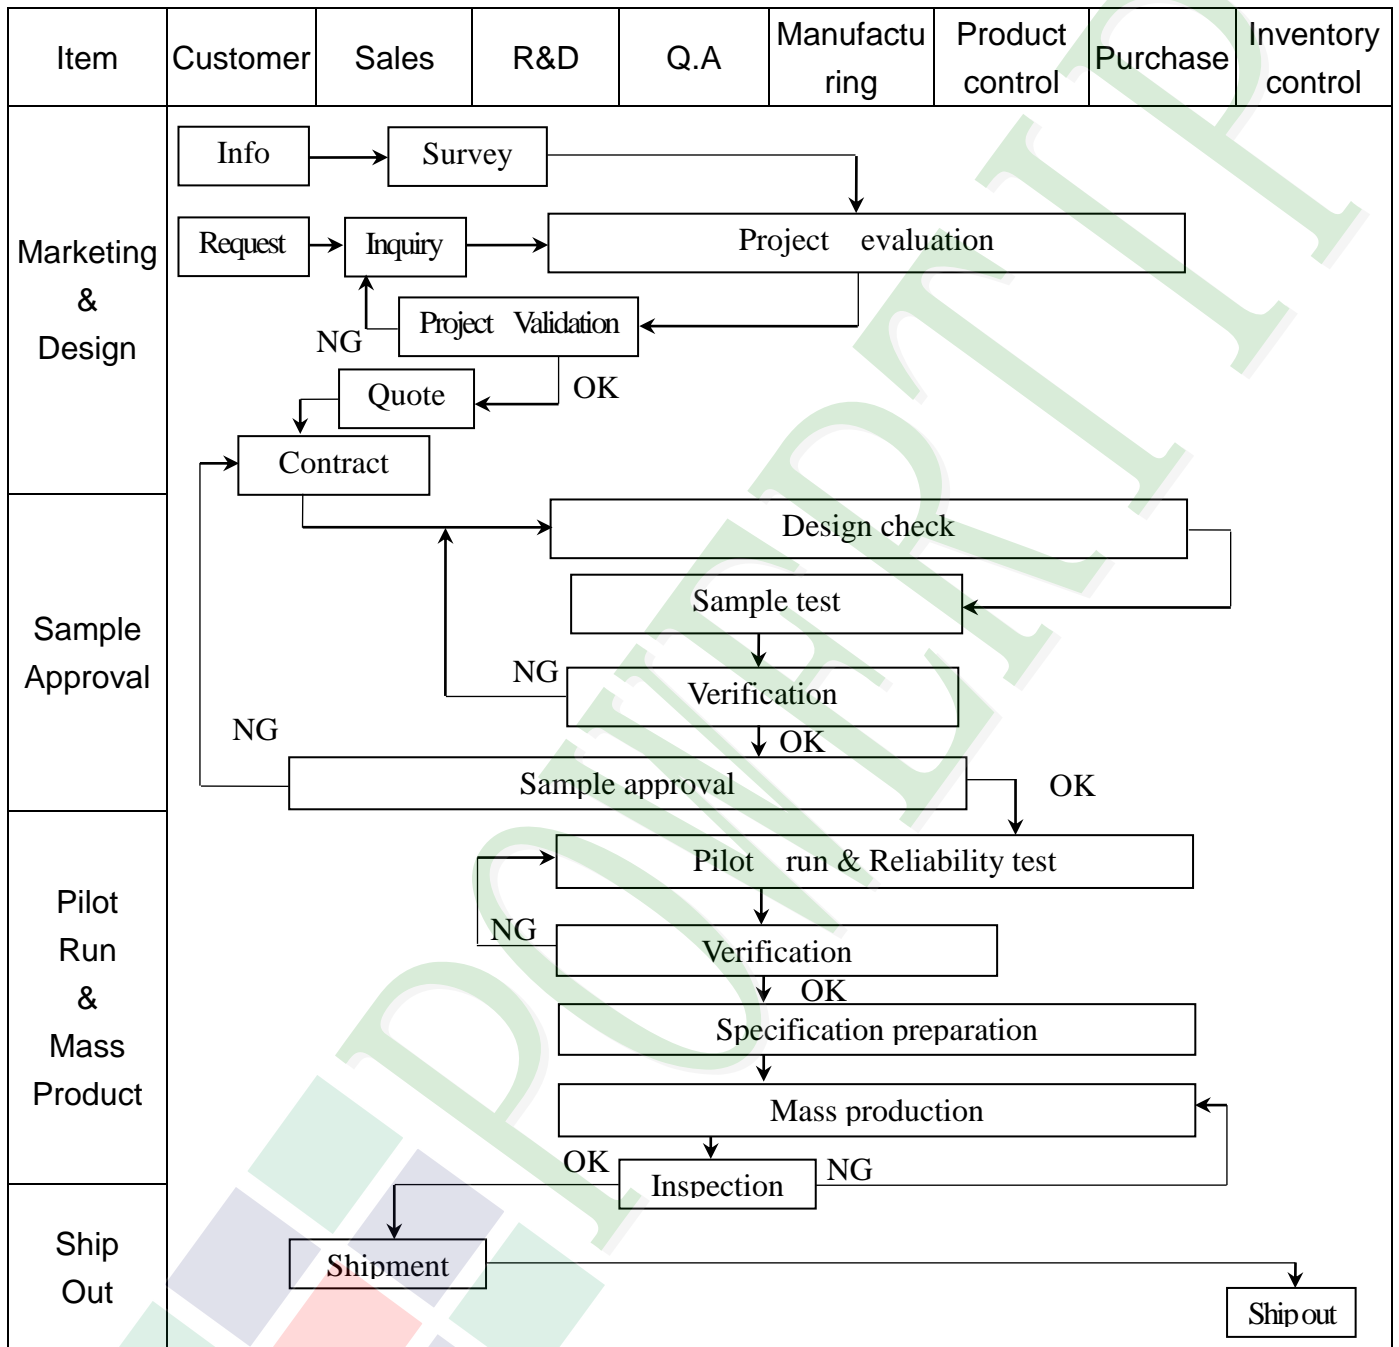 Item
Customer
Sales
R&D
Q.A
Manufactu
ring
Product
control
Purchase
Inventory
control
Marketing
&
Design
Info
Survey
Request
Inquiry
Project evaluation
NG
Project Validation
Quote
OK
Contract
Sample
Approval
Design check
Sample test
NG
Verification
NG
OK
Sample approval
OK
Pilot
Run
&
Mass
Product
Pilot run & Reliability test
NG
Verification
OK
Specification preparation
Mass production
OK
Inspection
NG
Ship
Out
Shipment
Ship out
POWERTIP